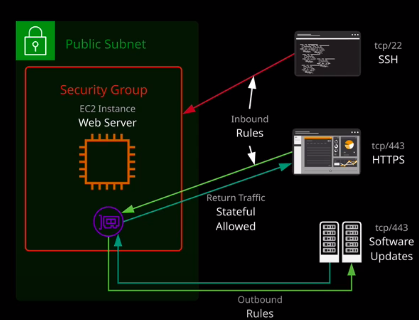 Public Subnet
Security Group
EC2 Instance
Web Server
tcp/22
SSH
Inbound
Rules
tcp/443
HTTPS
Return Traffic
Stateful
Allowed
tcp/443
Software
Updates
Outbound
Rules